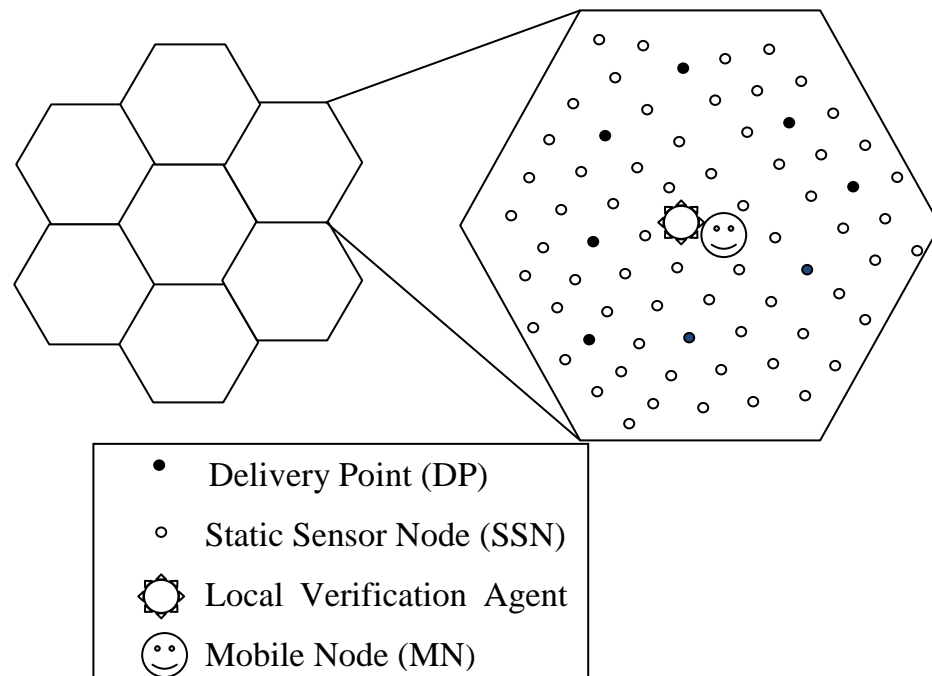 Delivery Point (DP)
Static Sensor Node (SSN)
Local Verification Agent
Mobile Node (MN)